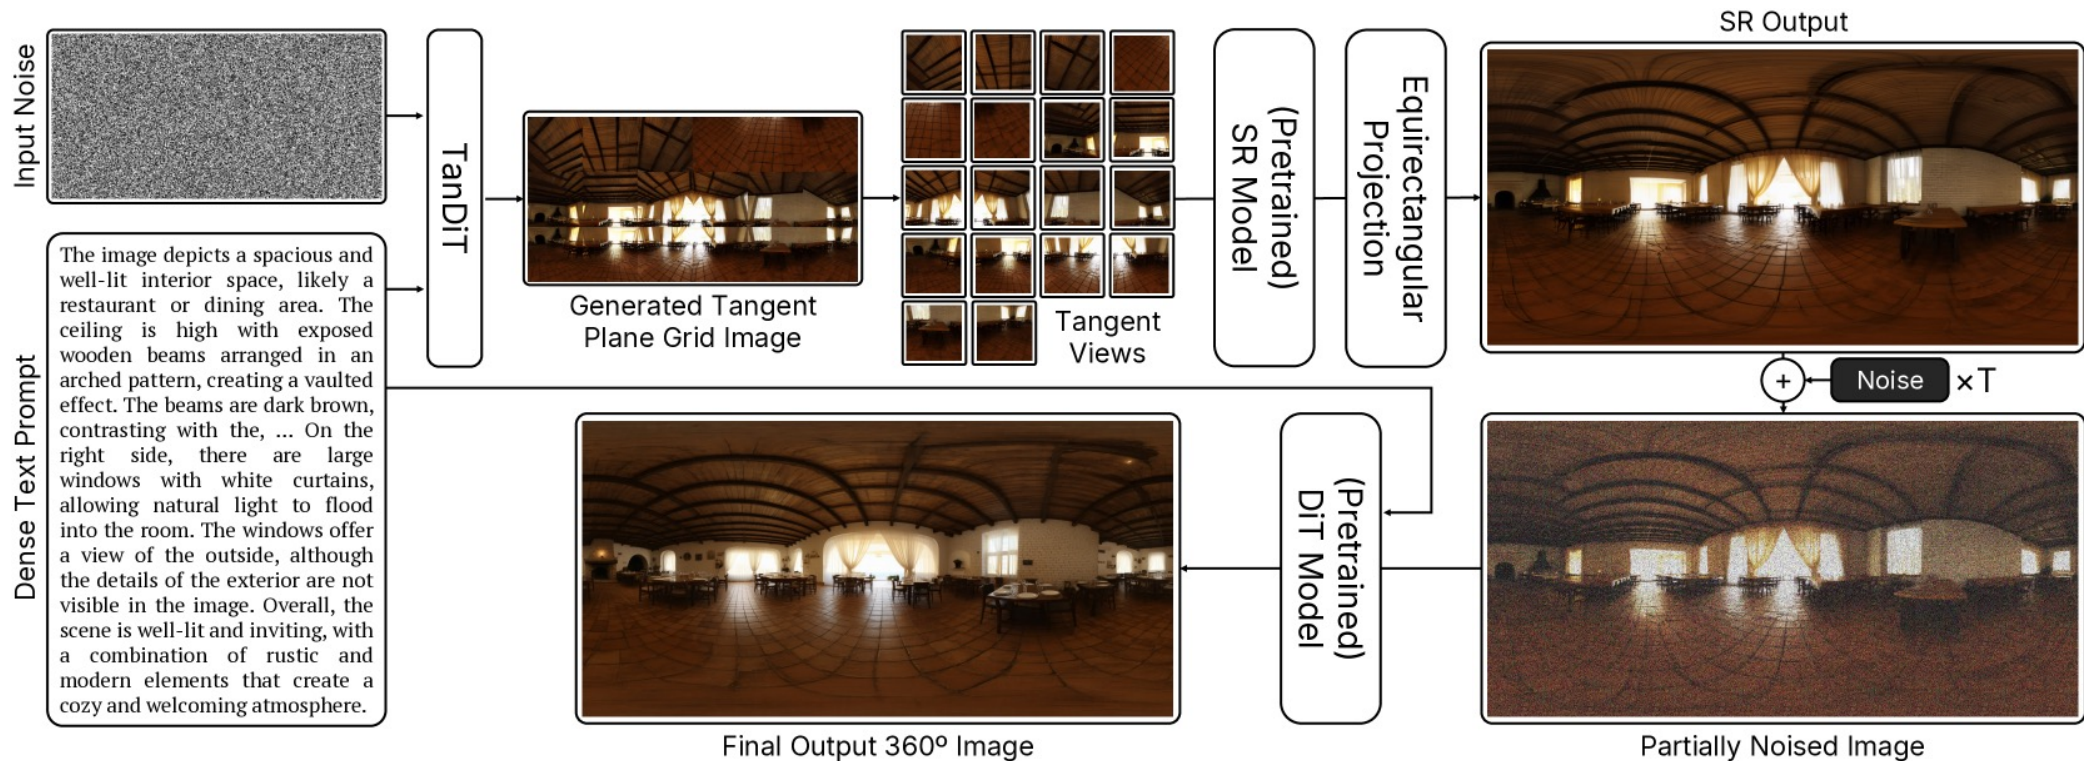 Input Noise
Dense Text Prompt
The image depicts a spacious and
well-lit interior space, likely a
restaurant or dining area. The
ceiling is high with exposed
wooden beams arranged in an
arched pattern, creating a vaulted
effect. The beams are dark brown,
contrasting with the, ... On the
right side, there are large
windows with white curtains,
allowing natural light to flood
into the room. The windows offer
a view of the outside, although
the details of the exterior are not
visible in the image. Overall, the
scene is well-lit and inviting, with
a combination of rustic and
modern elements that create a
cozy and welcoming atmosphere.
TanDiT
Generated Tangent
Plane Grid Image
Tangent
Views
(Pretrained)
SR Model
Equirectangular
Projection
SR Output
+
Noise
×T
Partially Noised Image
(Pretrained)
DiT Model
Final Output 360º Image